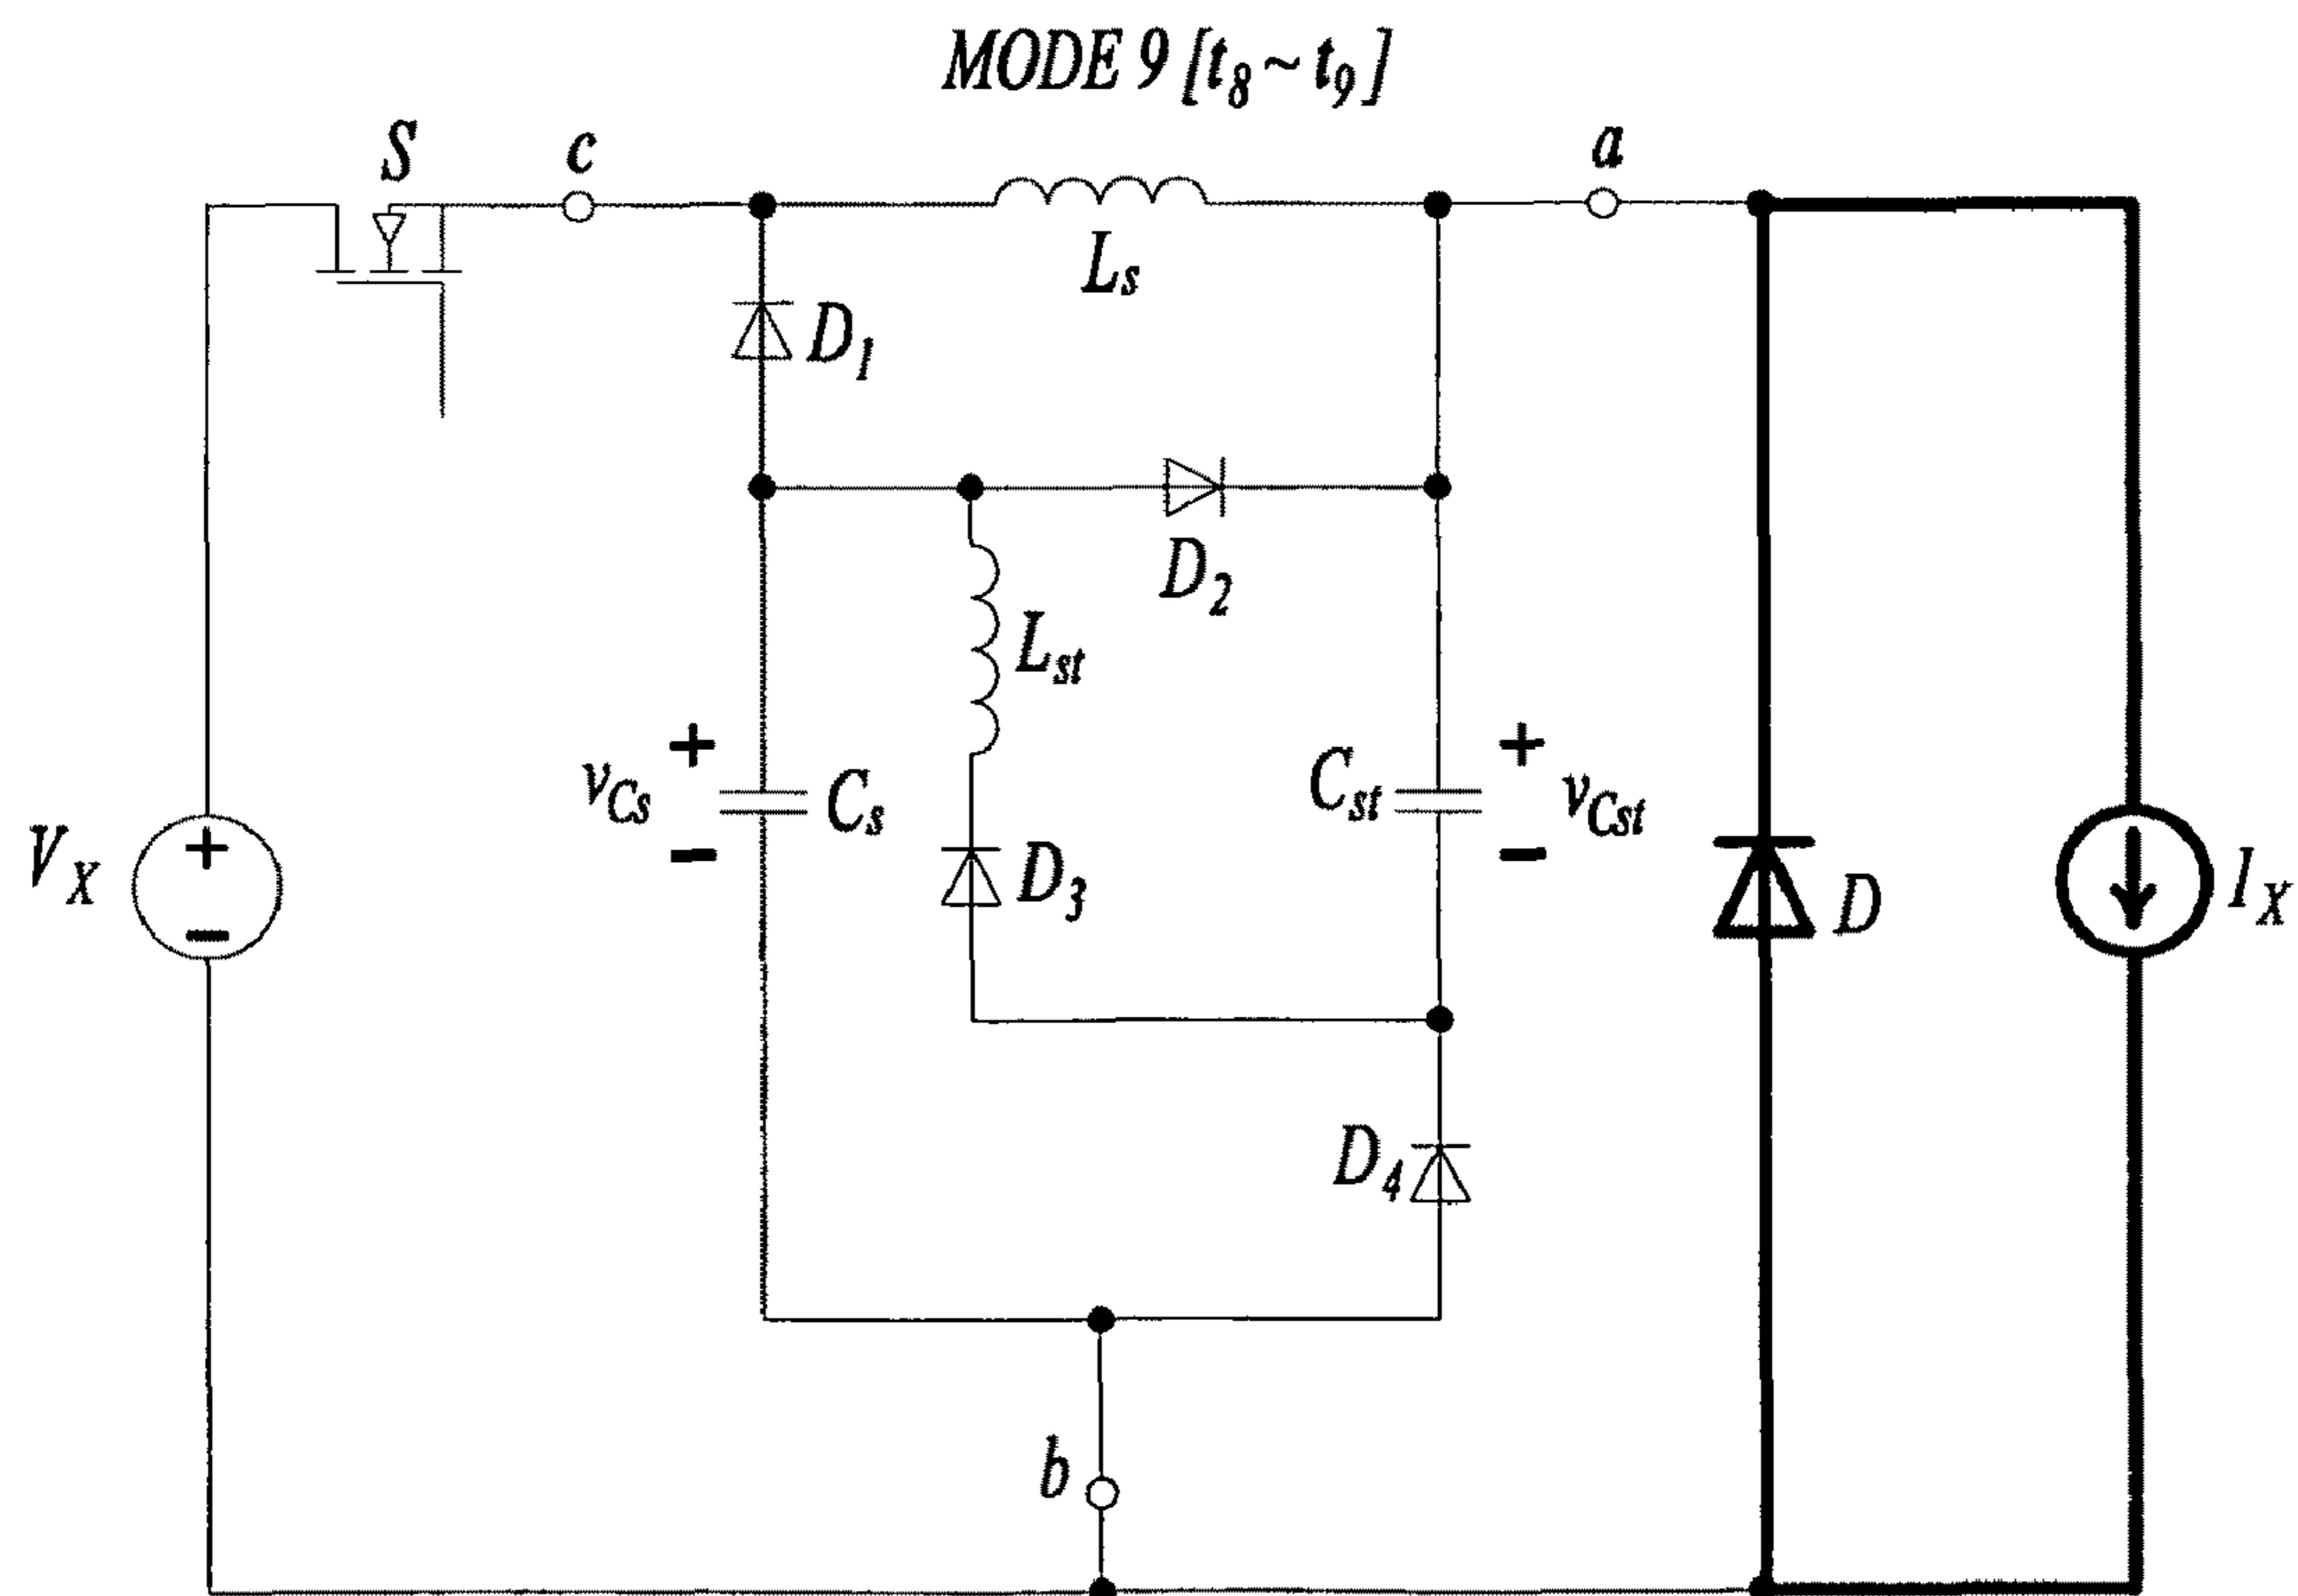 MODE 9 [t8 ~ t9]
S
c
a
Ls
D1
D2
Lst
+
vCs
−
Cs
Cst
+
vCst
−
D3
VX
+
−
D
IX
D4
b